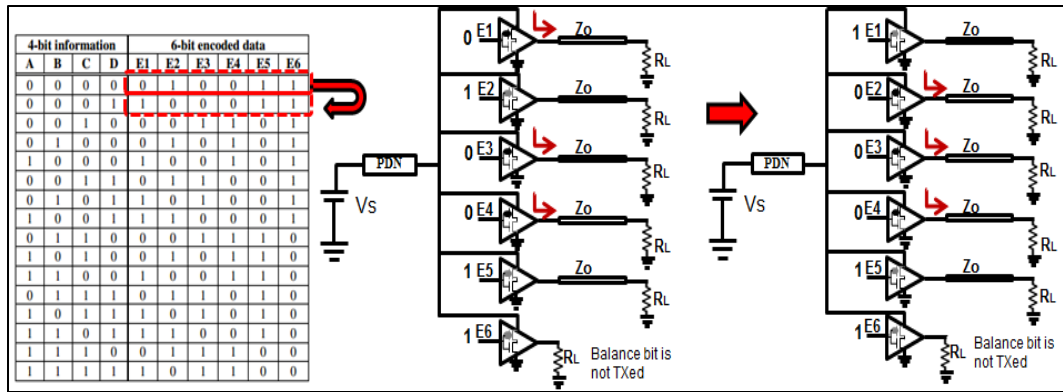 4-bit information 6-bit encoded data
A B C D E1 E2 E3 E4 E5 E6
0 0 0 0 0 1 0 0 1 1
0 0 0 1 1 0 0 0 1 1
0 0 1 0 0 0 1 1 0 1
0 1 0 0 0 1 0 1 0 1
1 0 0 0 1 0 0 1 0 1
0 0 1 1 0 1 1 0 0 1
0 1 0 1 1 0 1 0 0 1
1 0 0 1 1 1 0 0 0 1
0 1 1 0 0 0 1 1 1 0
1 0 1 0 0 1 0 1 1 0
1 1 0 0 1 0 0 1 1 0
0 1 1 1 0 1 1 0 1 0
1 0 1 1 1 0 1 0 1 0
1 1 0 1 1 1 0 0 1 0
1 1 1 0 0 1 1 1 0 0
1 1 1 1 1 0 1 1 0 0
PDN
Vs
0 E1 Zo RL
1 E2 Zo RL
0 E3 Zo RL
0 E4 Zo RL
1 E5 Zo RL
1 E6 RL
Balance bit is
not TXed
PDN
Vs
1 E1 Zo RL
0 E2 Zo RL
0 E3 Zo RL
0 E4 Zo RL
1 E5 Zo RL
1 E6 RL
Balance bit is
not TXed